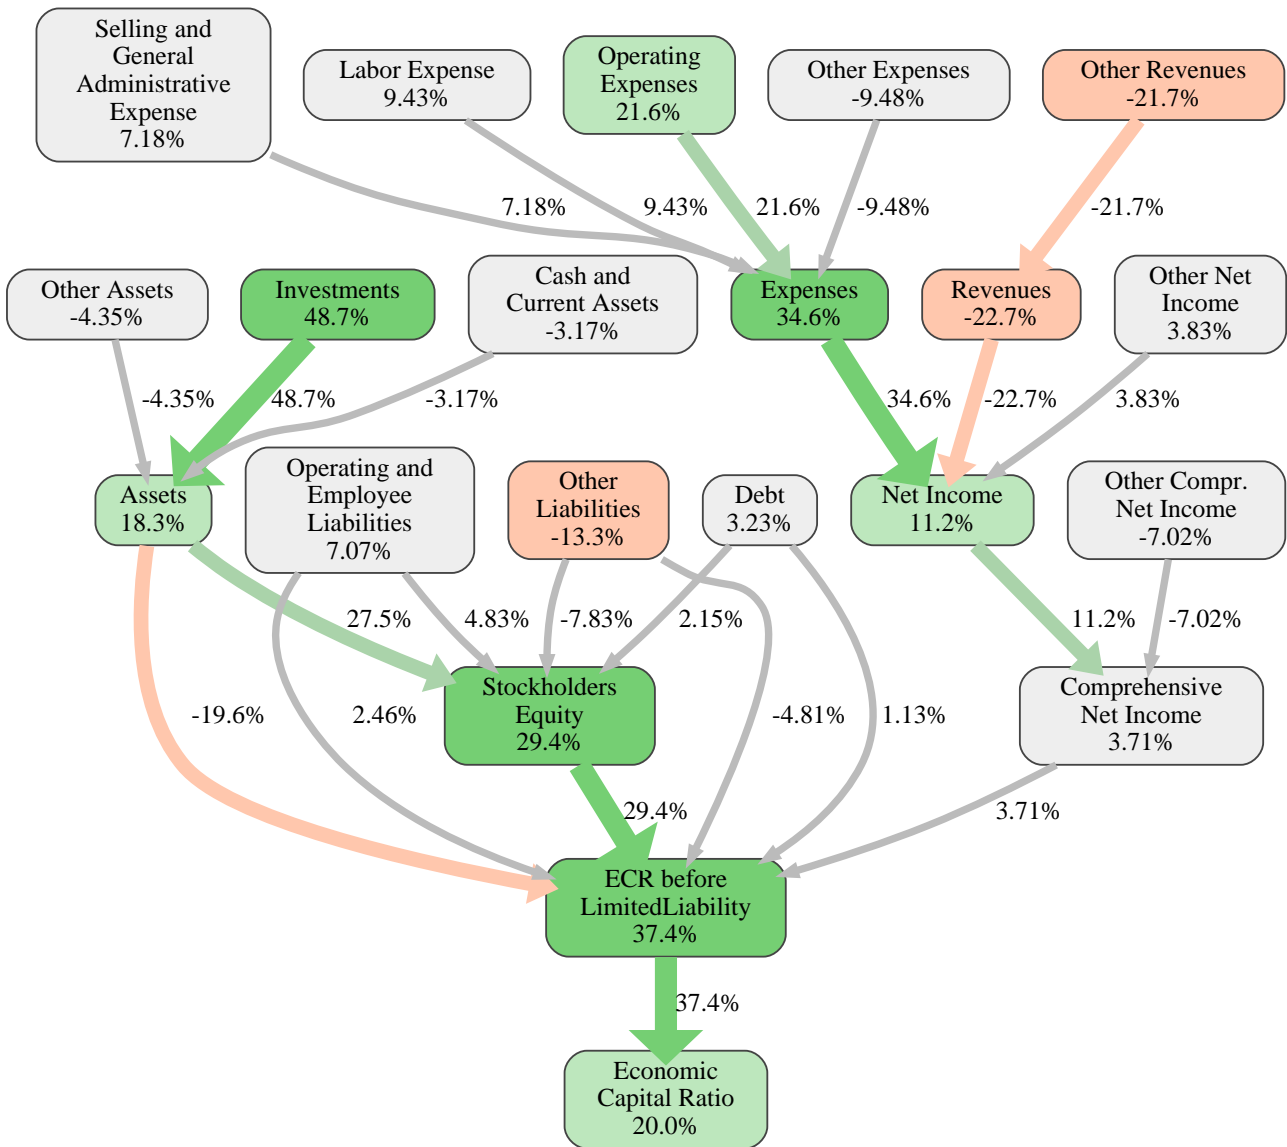 Selling and
General
Administrative
Expense
7.18%
Labor Expense
9.43%
Operating
Expenses
21.6%
Other Expenses
-9.48%
Other Revenues
-21.7%
7.18%
9.43%
21.6%
-9.48%
-21.7%
Other Assets
-4.35%
Investments
48.7%
Cash and
Current Assets
-3.17%
Expenses
34.6%
Revenues
-22.7%
Other Net
Income
3.83%
-4.35%
48.7%
-3.17%
34.6%
-22.7%
3.83%
Assets
18.3%
Operating and
Employee
Liabilities
7.07%
Other
Liabilities
-13.3%
Debt
3.23%
Net Income
11.2%
Other Compr.
Net Income
-7.02%
27.5%
4.83%
-7.83%
2.15%
11.2%
-7.02%
-19.6%
2.46%
Stockholders
Equity
29.4%
-4.81%
1.13%
Comprehensive
Net Income
3.71%
29.4%
3.71%
ECR before
LimitedLiability
37.4%
37.4%
Economic
Capital Ratio
20.0%